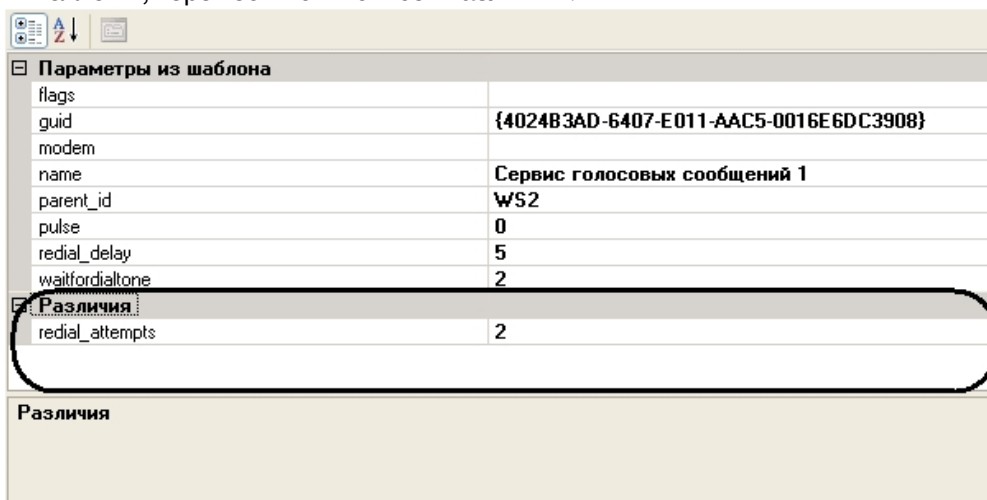 Параметры из шаблона
flags
guid {4024B3AD-6407-E011-AAC5-0016E6DC3908}
modem
name Сервис голосовых сообщений 1
parent_id WS2
pulse 0
redial_delay 5
waitfordialtone 2
Различия
redial_attempts 2
Различия